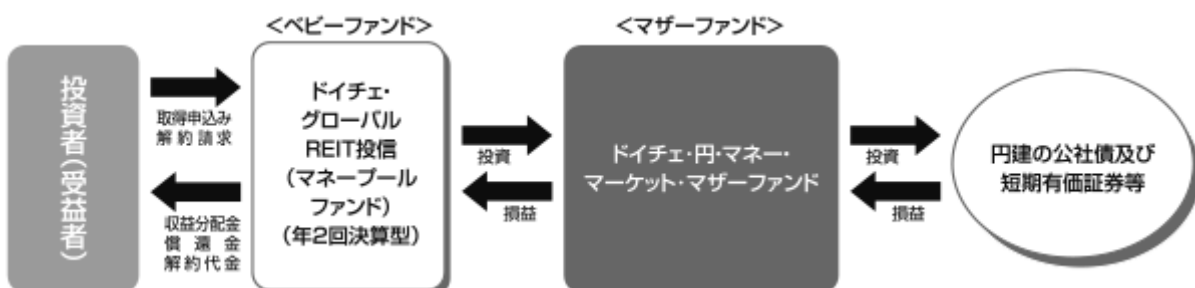 <ベビーファンド>
<マザーファンド>
投資者(受益者)
取得申込み
解約請求
収益分配金
償還金
解約代金
ドイチェ・
グローバル
REIT投信
(マネープール
ファンド)
(年2回決算型)
投資
損益
ドイチェ・円・マネー・
マーケット・マザーファンド
投資
損益
円建の公社債及び
短期有価証券等